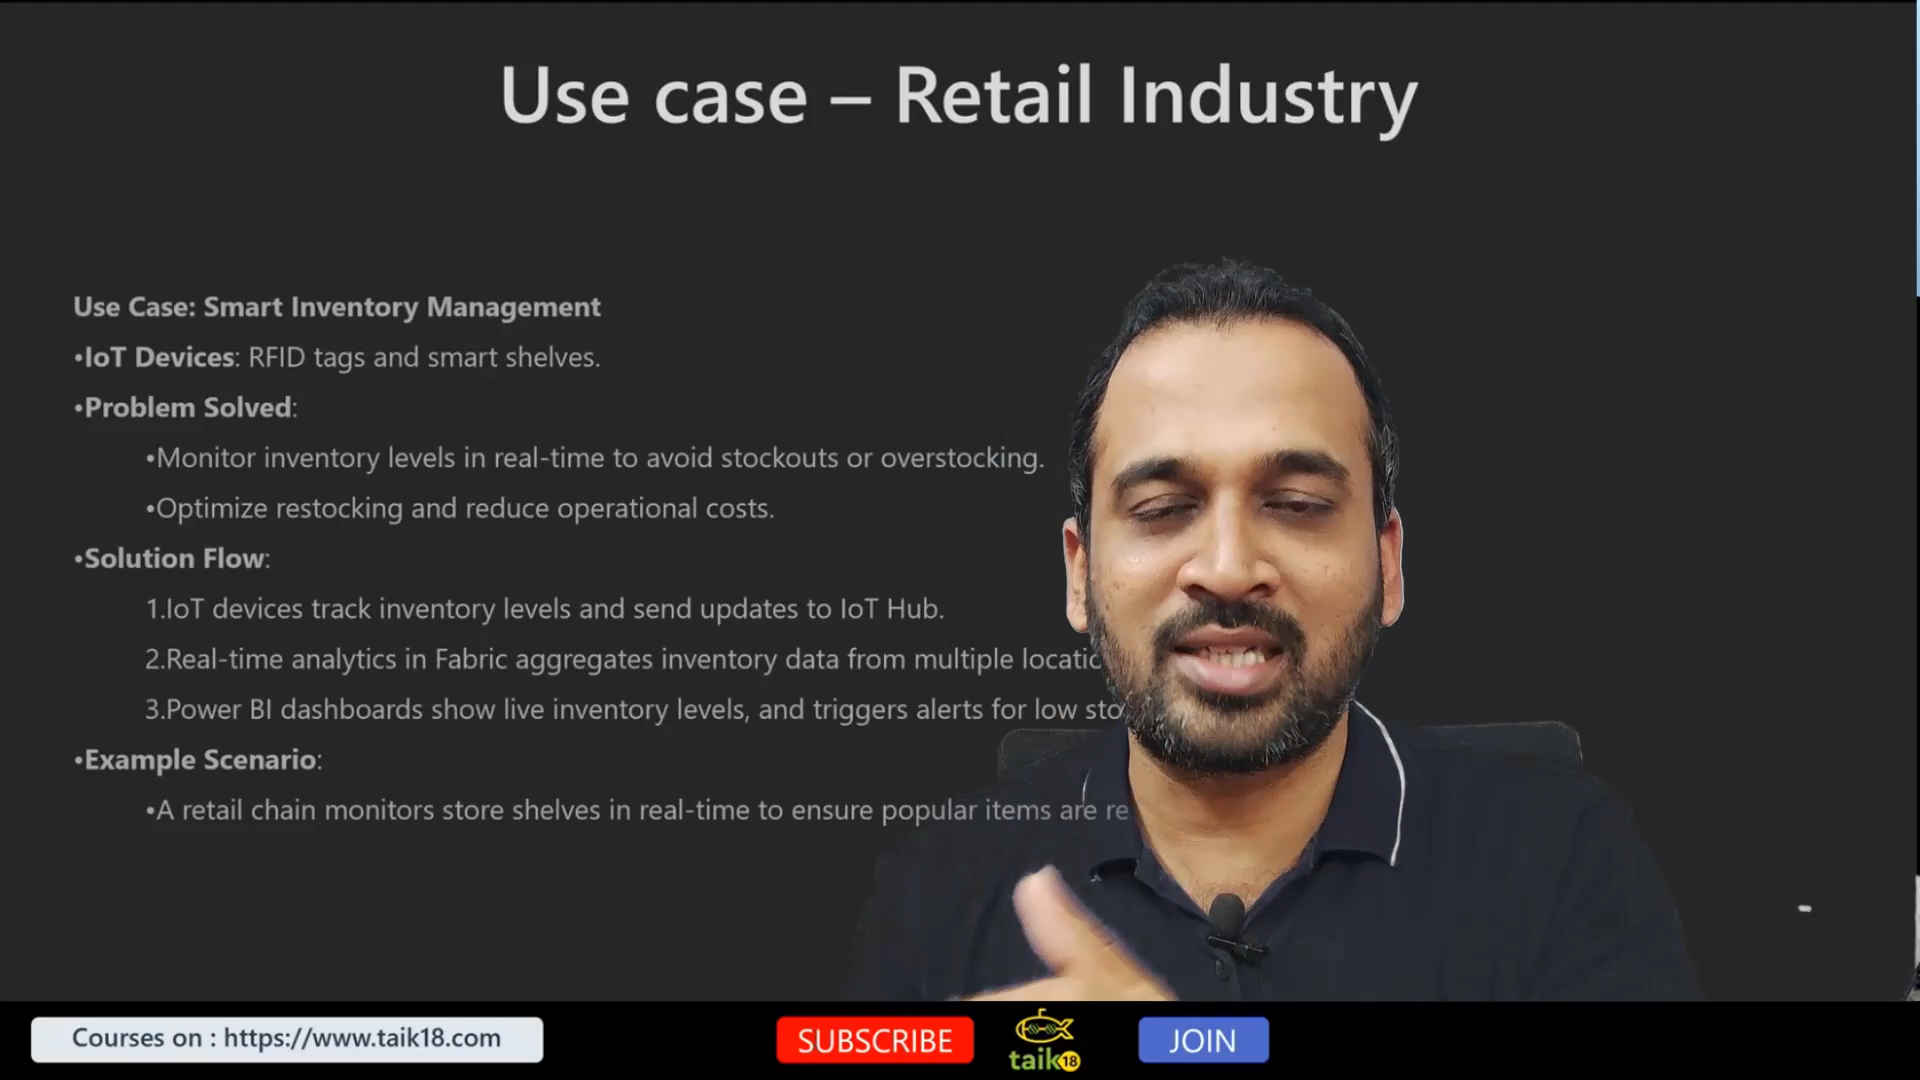 Use case – Retail Industry
Use Case: Smart Inventory Management
•IoT Devices: RFID tags and smart shelves.
•Problem Solved:
•Monitor inventory levels in real-time to avoid stockouts or overstocking.
•Optimize restocking and reduce operational costs.
•Solution Flow:
1.IoT devices track inventory levels and send updates to IoT Hub.
2.Real-time analytics in Fabric aggregates inventory data from multiple
3.Power BI dashboards show live inventory levels, and triggers alerts for low
•Example Scenario:
•A retail chain monitors store shelves in real-time to ensure popular items are
Courses on : https://www.taik18.com
SUBSCRIBE
JOIN
taik18